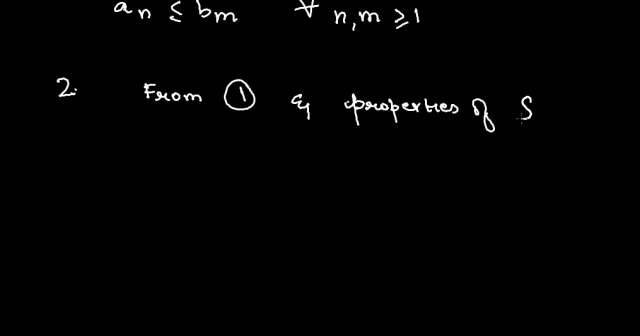 an ≤ bm ∀ n,m ≥ 1
2. From ① & properties of S